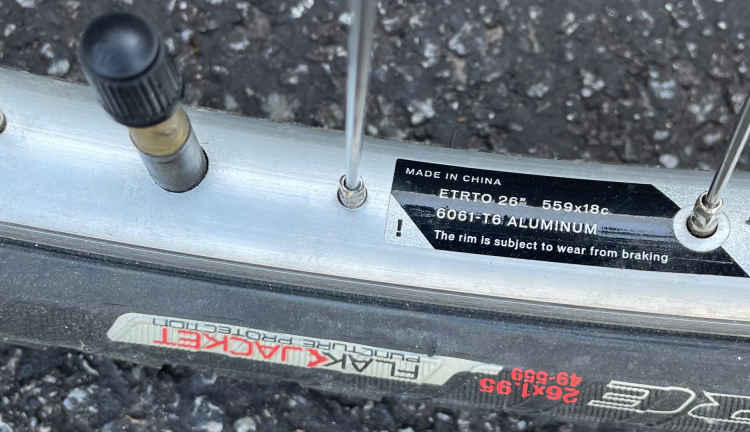 MADE IN CHINA
ETRTO 26" 559x18c
6061-T6 ALUMINUM
! The rim is subject to wear from braking
FLAK JACKET
PUNCTURE PROTECTION
26x1.95
49-559